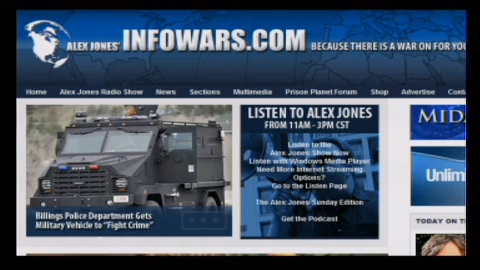 ALEX JONES' INFOWARS.COM BECAUSE THERE IS A WAR ON FOR YOU
Home Alex Jones Radio Show News Sections Multimedia Prison Planet Forum Shop Advertise Cont
LISTEN TO ALEX JONES
FROM 11AM - 3PM CST
Listen to the
Alex Jones Show Now
Listen with Windows Media Player
Need More Internet Streaming
Options?
Go to the Listen Page
The Alex Jones Sunday Edition
Get the Podcast
Billings Police Department Gets
Military Vehicle to "Fight Crime"
MIDA
Unlim
TODAY ON T